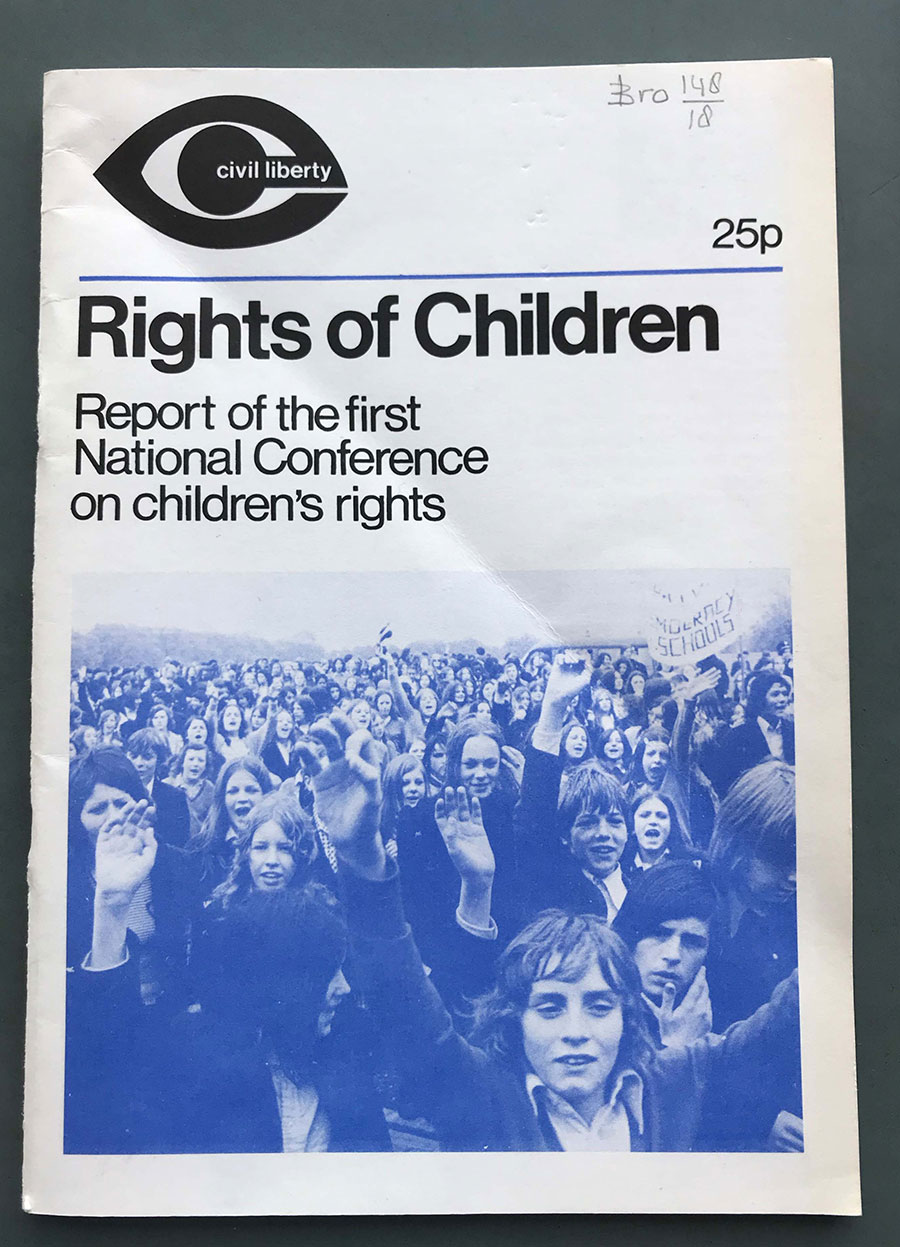 Bro 148
18
civil liberty
25p
Rights of Children
Report of the first
National Conference
on children's rights
MOCRACY
SCHOOLS